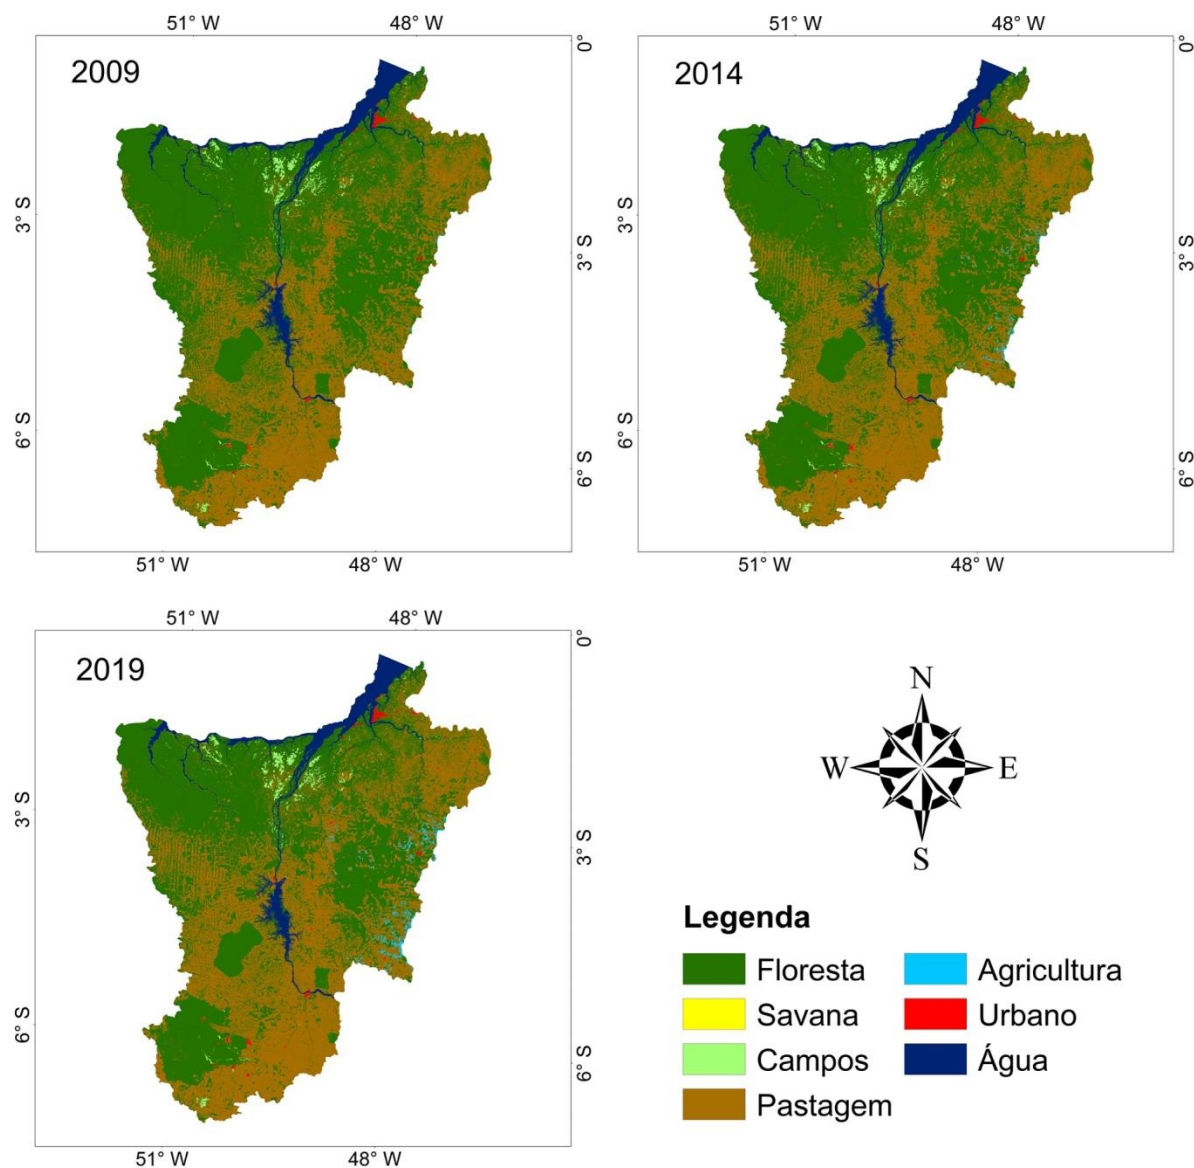 51° W 48° W
2009
0°
3° S
3° S
6° S
6° S
51° W 48° W
51° W 48° W
2014
0°
3° S
3° S
6° S
6° S
51° W 48° W
51° W 48° W
2019
0°
3° S
3° S
6° S
6° S
51° W 48° W
N
W E
S
Legenda
Floresta
Savana
Campos
Pastagem
Agricultura
Urbano
Água